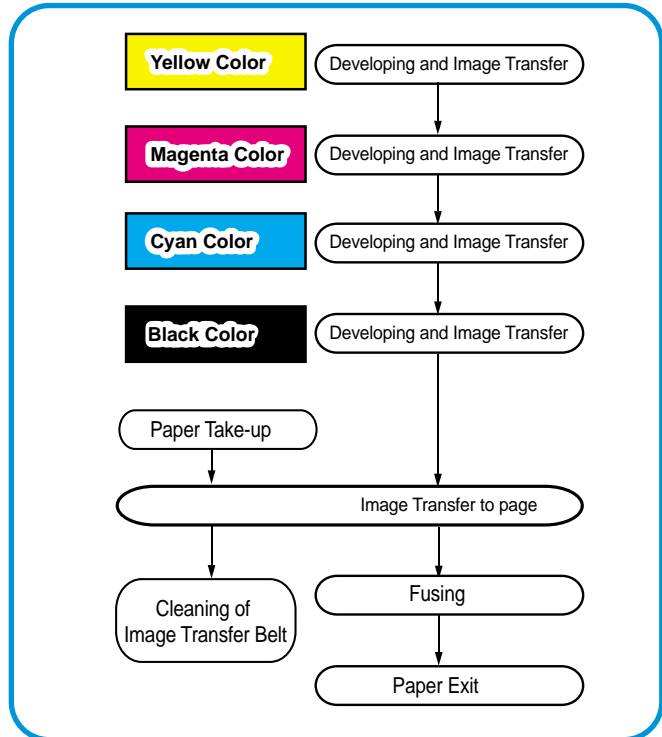 Yellow Color
Developing and Image Transfer
Magenta Color
Developing and Image Transfer
Cyan Color
Developing and Image Transfer
Black Color
Developing and Image Transfer
Paper Take-up
Image Transfer to page
Cleaning of
Image Transfer Belt
Fusing
Paper Exit